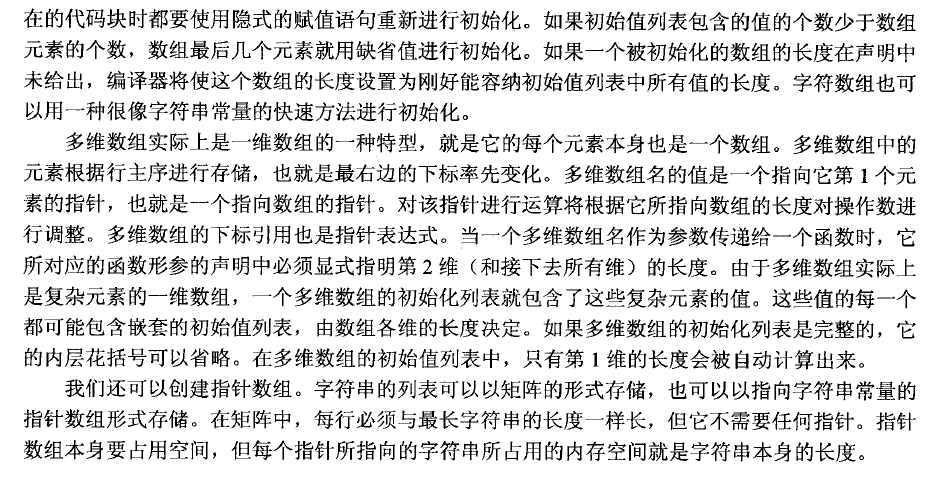 在的代码块时都要使用隐式的赋值语句重新进行初始化。如果初始值列表包含的值的个数少于数组
元素的个数，数组最后几个元素就用缺省值进行初始化。如果一个被初始化的数组的长度在声明中
未给出，编译器将使这个数组的长度设置为刚好能容纳初始值列表中所有值的长度。字符数组也可
以用一种很像字符串常量的快速方法进行初始化。
多维数组实际上是一维数组的一种特型，就是它的每个元素本身也是一个数组。多维数组中的
元素根据行主序进行存储，也就是最右边的下标率先变化。多维数组名的值是一个指向它第 1 个元
素的指针，也就是一个指向数组的指针。对该指针进行运算将根据它所指向数组的长度对操作数进
行调整。多维数组的下标引用也是指针表达式。当一个多维数组名作为参数传递给一个函数时，它
所对应的函数形参的声明中必须显式指明第 2 维（和接下去所有维）的长度。由于多维数组实际上
是复杂元素的一维数组，一个多维数组的初始化列表就包含了这些复杂元素的值。这些值的每一个
都可能包含嵌套的初始值列表，由数组各维的长度决定。如果多维数组的初始化列表是完整的，它
的内层花括号可以省略。在多维数组的初始值列表中，只有第 1 维的长度会被自动计算出来。
我们还可以创建指针数组。字符串的列表可以以矩阵的形式存储，也可以以指向字符串常量的
指针数组形式存储。在矩阵中，每行必须与最长字符串的长度一样长，但它不需要任何指针。指针
数组本身要占用空间，但每个指针所指向的字符串所占用的内存空间就是字符串本身的长度。